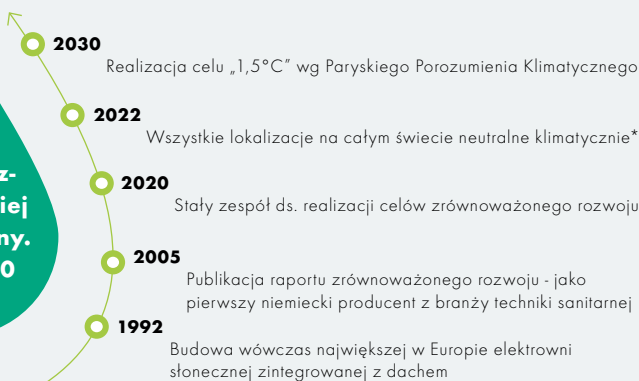 2030
Realizacja celu „1,5°C” wg Paryskiego Porozumienia Klimatycznego
2022
Wszystkie lokalizacje na całym świecie neutralne klimatycznie*
2020
Stały zespół ds. realizacji celów zrównoważonego rozwoju
2005
Publikacja raportu zrównoważonego rozwoju - jako
pierwszy niemiecki producent z branży techniki sanitarnej
1992
Budowa wówczas największej w Europie elektrowni
słonecznej zintegrowanej z dachem